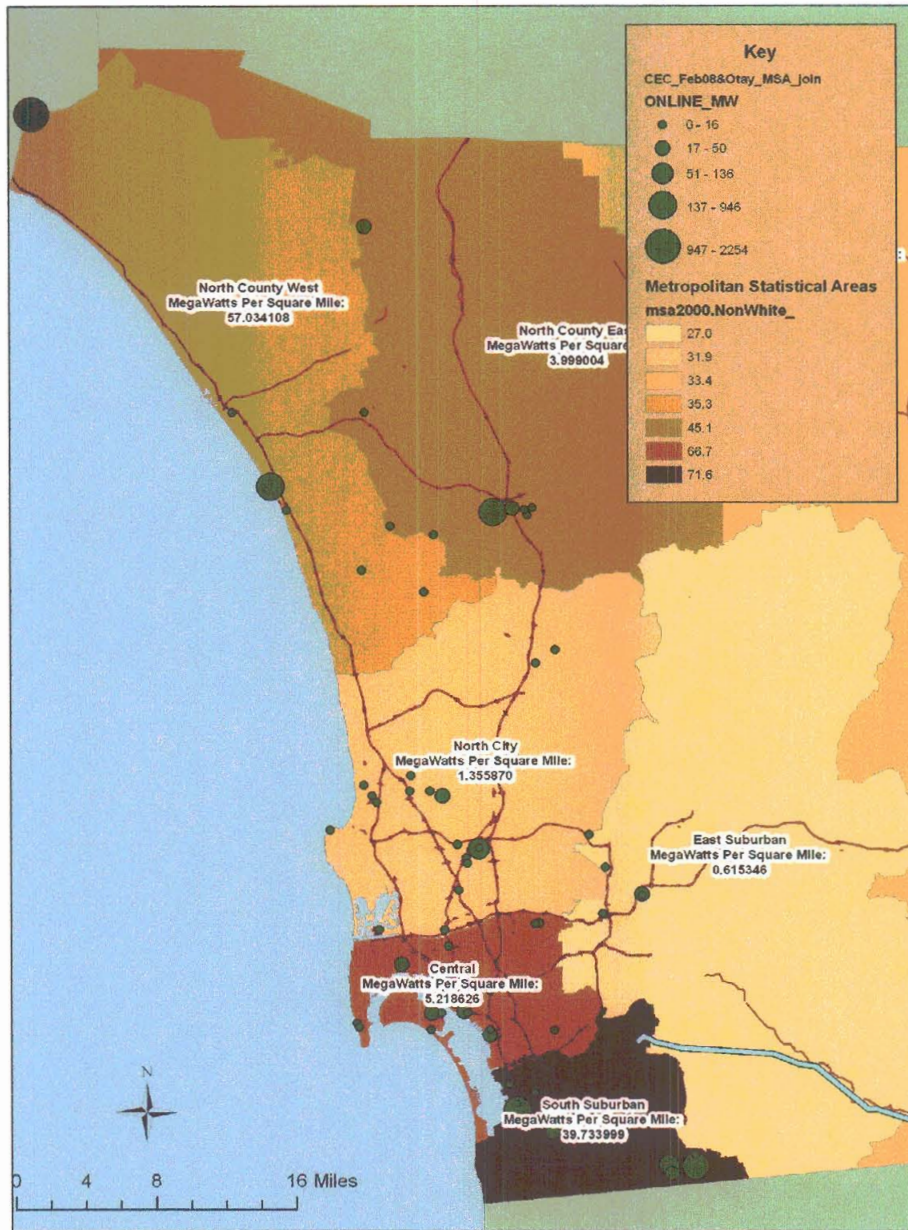 Key
CEC_Feb08&Otay_MSA_join
ONLINE_MW
0 - 16
17 - 50
51 - 136
137 - 946
947 - 2254
Metropolitan Statistical Areas
msa2000.NonWhite_
27.0
31.9
33.4
35.3
45.1
66.7
71.6
North County West
MegaWatts Per Square Mile:
57.034108
North County Eas
MegaWatts Per Square
3.999004
North City
MegaWatts Per Square Mile:
1.355870
East Suburban
MegaWatts Per Square Mile:
0.615346
Central
MegaWatts Per Square Mile:
5.218626
South Suburban
MegaWatts Per Square Mile:
39.733999
N
0 4 8 16 Miles